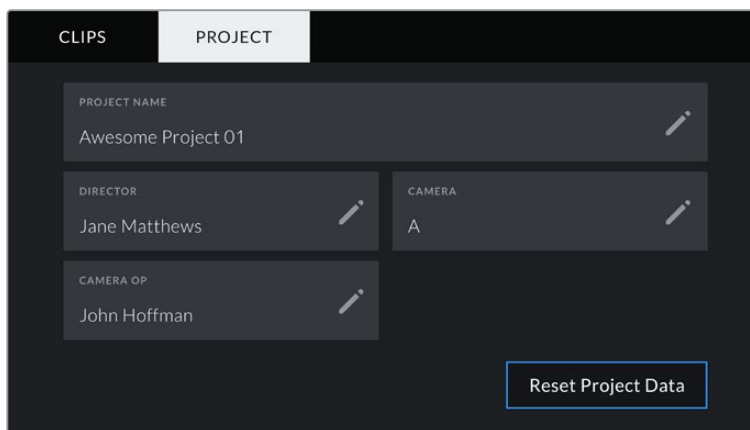 CLIPS PROJECT
PROJECT NAME
Awesome Project 01
DIRECTOR
Jane Matthews
CAMERA
A
CAMERA OP
John Hoffman
Reset Project Data